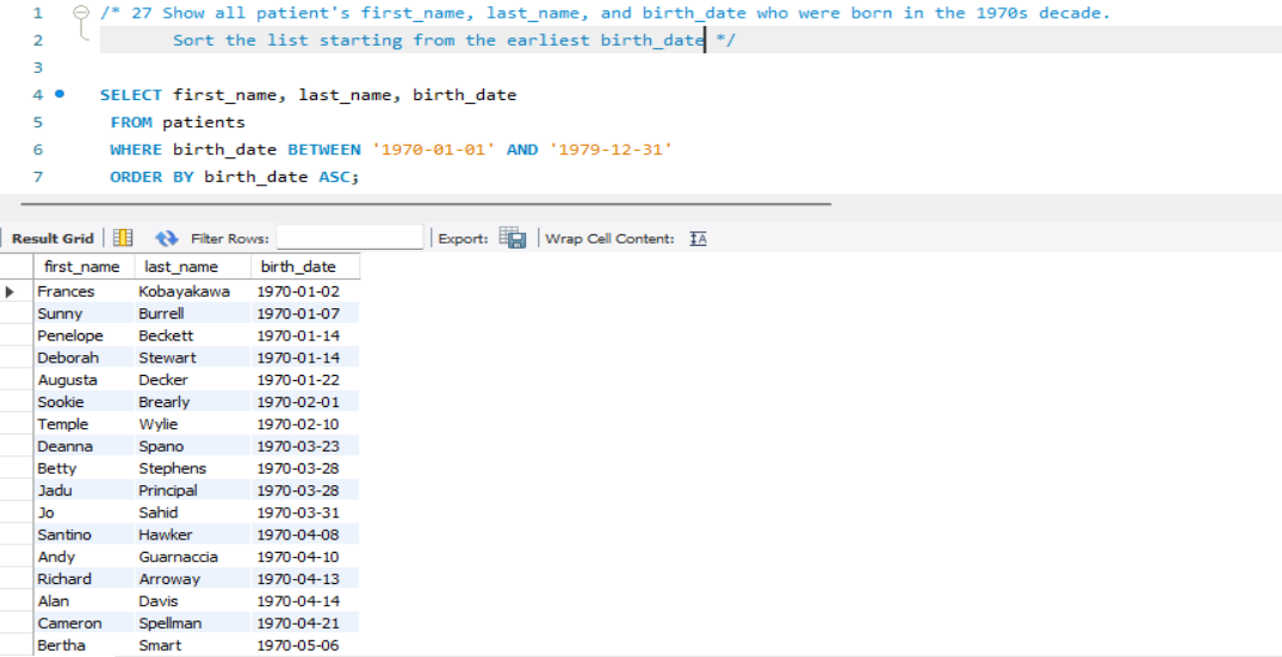 1 /* 27 Show all patient's first_name, last_name, and birth_date who were born in the 1970s decade.
2 Sort the list starting from the earliest birth_date */
3
4 SELECT first_name, last_name, birth_date
5 FROM patients
6 WHERE birth_date BETWEEN '1970-01-01' AND '1979-12-31'
7 ORDER BY birth_date ASC;
Result Grid Filter Rows: Export: Wrap Cell Content: IA
first_name last_name birth_date
Frances Kobayakawa 1970-01-02
Sunny Burrell 1970-01-07
Penelope Beckett 1970-01-14
Deborah Stewart 1970-01-14
Augusta Decker 1970-01-22
Sookie Brearly 1970-02-01
Temple Wylie 1970-02-10
Deanna Spano 1970-03-23
Betty Stephens 1970-03-28
Jadu Principal 1970-03-28
Jo Sahid 1970-03-31
Santino Hawker 1970-04-08
Andy Guarnaccia 1970-04-10
Richard Arroway 1970-04-13
Alan Davis 1970-04-14
Cameron Spellman 1970-04-21
Bertha Smart 1970-05-06